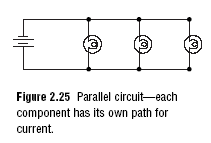 Figure 2.25 Parallel circuit—each
component has its own path for
current.